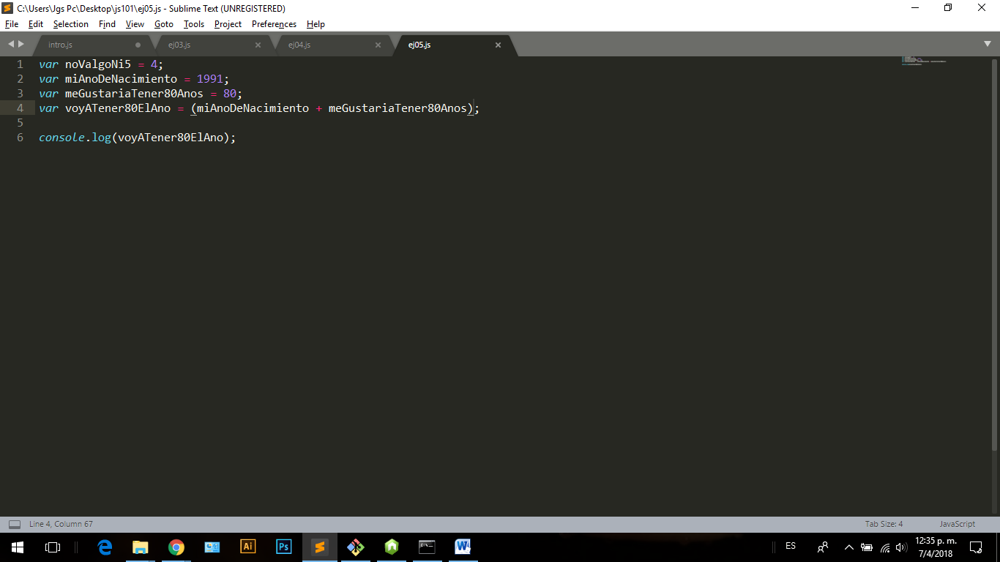 C:\Users\Jgs Pc\Desktop\js101\ej05.js - Sublime Text (UNREGISTERED)
File Edit Selection Find View Goto Tools Project Preferences Help
intro.js ej03.js ej04.js ej05.js
1 var noValgoNi5 = 4;
2 var miAnoDeNacimiento = 1991;
3 var meGustariaTener80Anos = 80;
4 var voyATener80ElAno = (miAnoDeNacimiento + meGustariaTener80Anos);
5
6 console.log(voyATener80ElAno);
Line 4, Column 67 Tab Size: 4 JavaScript
Ai Ps ES 12:35 p. m.
7/4/2018